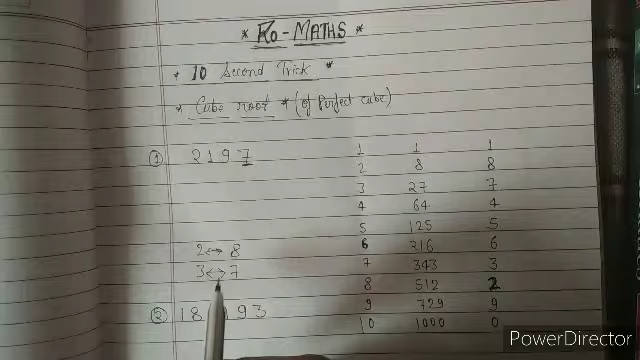 * Ro-MATHS *
* 10 Second Trick *
* Cube root * (of Perfect cube)
① 2197
1 1 1
2 8 8
3 27 7
4 64 4
5 125 5
6 216 6
7 343 3
8 512 2
9 729 9
10 1000 0
2 ↔ 8
3 ↔ 7
② 18 193
PowerDirector